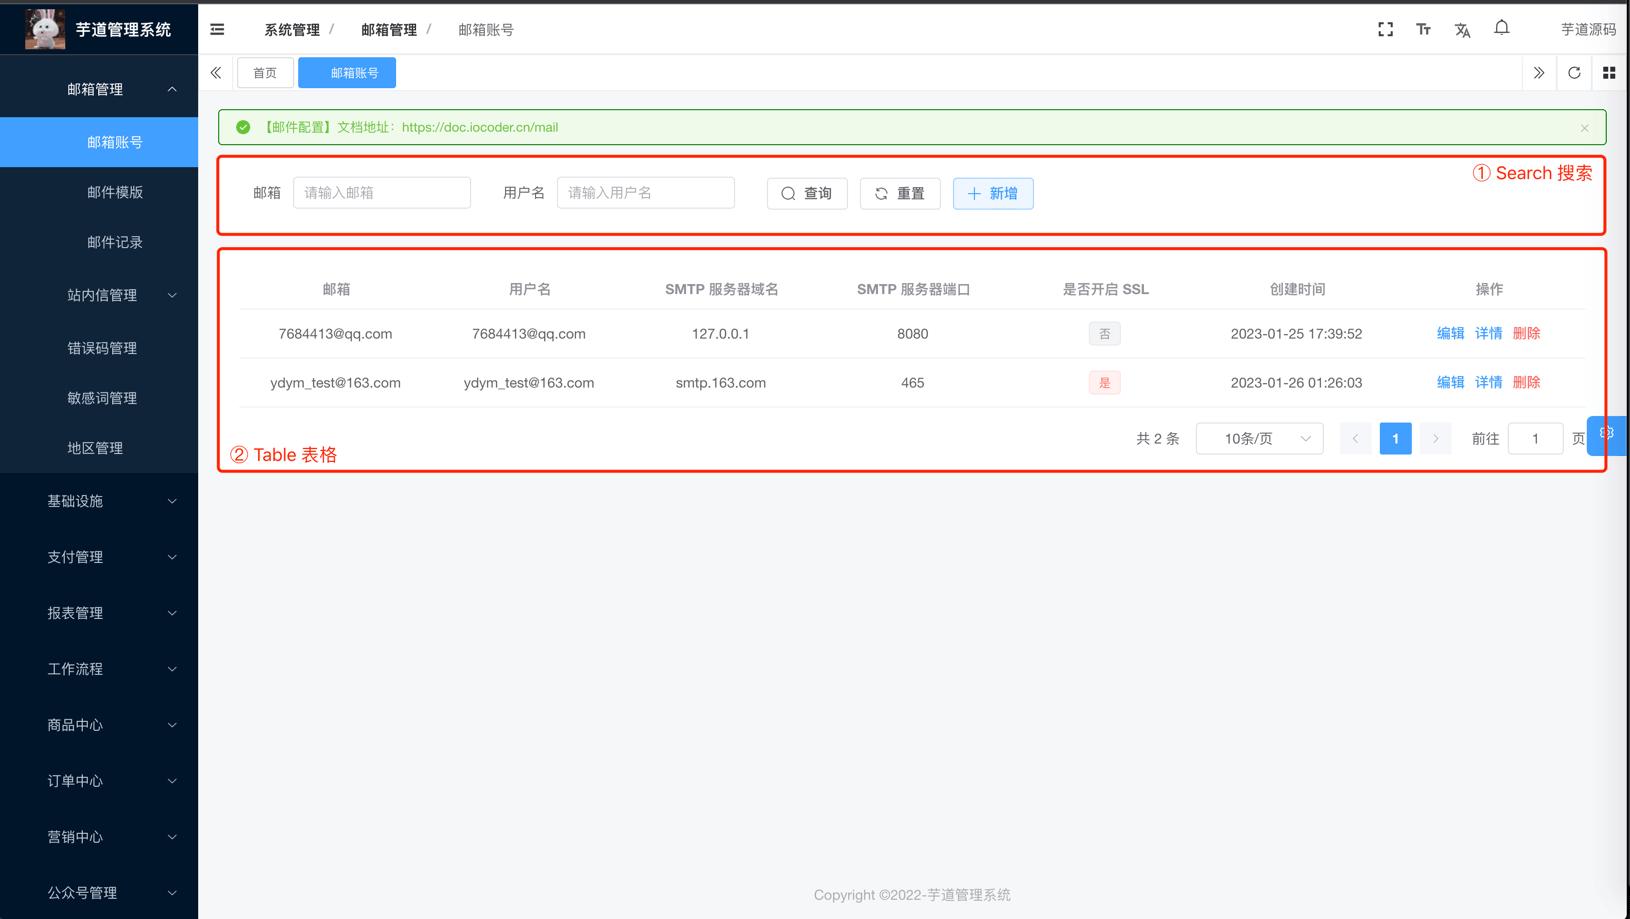 芋道管理系统
邮箱管理
邮箱账号
邮件模版
邮件记录
站内信管理
错误码管理
敏感词管理
地区管理
基础设施
支付管理
报表管理
工作流程
商品中心
订单中心
营销中心
公众号管理
系统管理 / 邮箱管理 / 邮箱账号
芋道源码
首页 邮箱账号
【邮件配置】文档地址：https://doc.iocoder.cn/mail
① Search 搜索
邮箱 请输入邮箱 用户名 请输入用户名 查询 重置 新增
邮箱 用户名 SMTP 服务器域名 SMTP 服务器端口 是否开启 SSL 创建时间 操作
7684413@qq.com 7684413@qq.com 127.0.0.1 8080 否 2023-01-25 17:39:52 编辑 详情 删除
ydym_test@163.com ydym_test@163.com smtp.163.com 465 是 2023-01-26 01:26:03 编辑 详情 删除
共 2 条 10条/页 1 前往 1 页
② Table 表格
Copyright ©2022-芋道管理系统